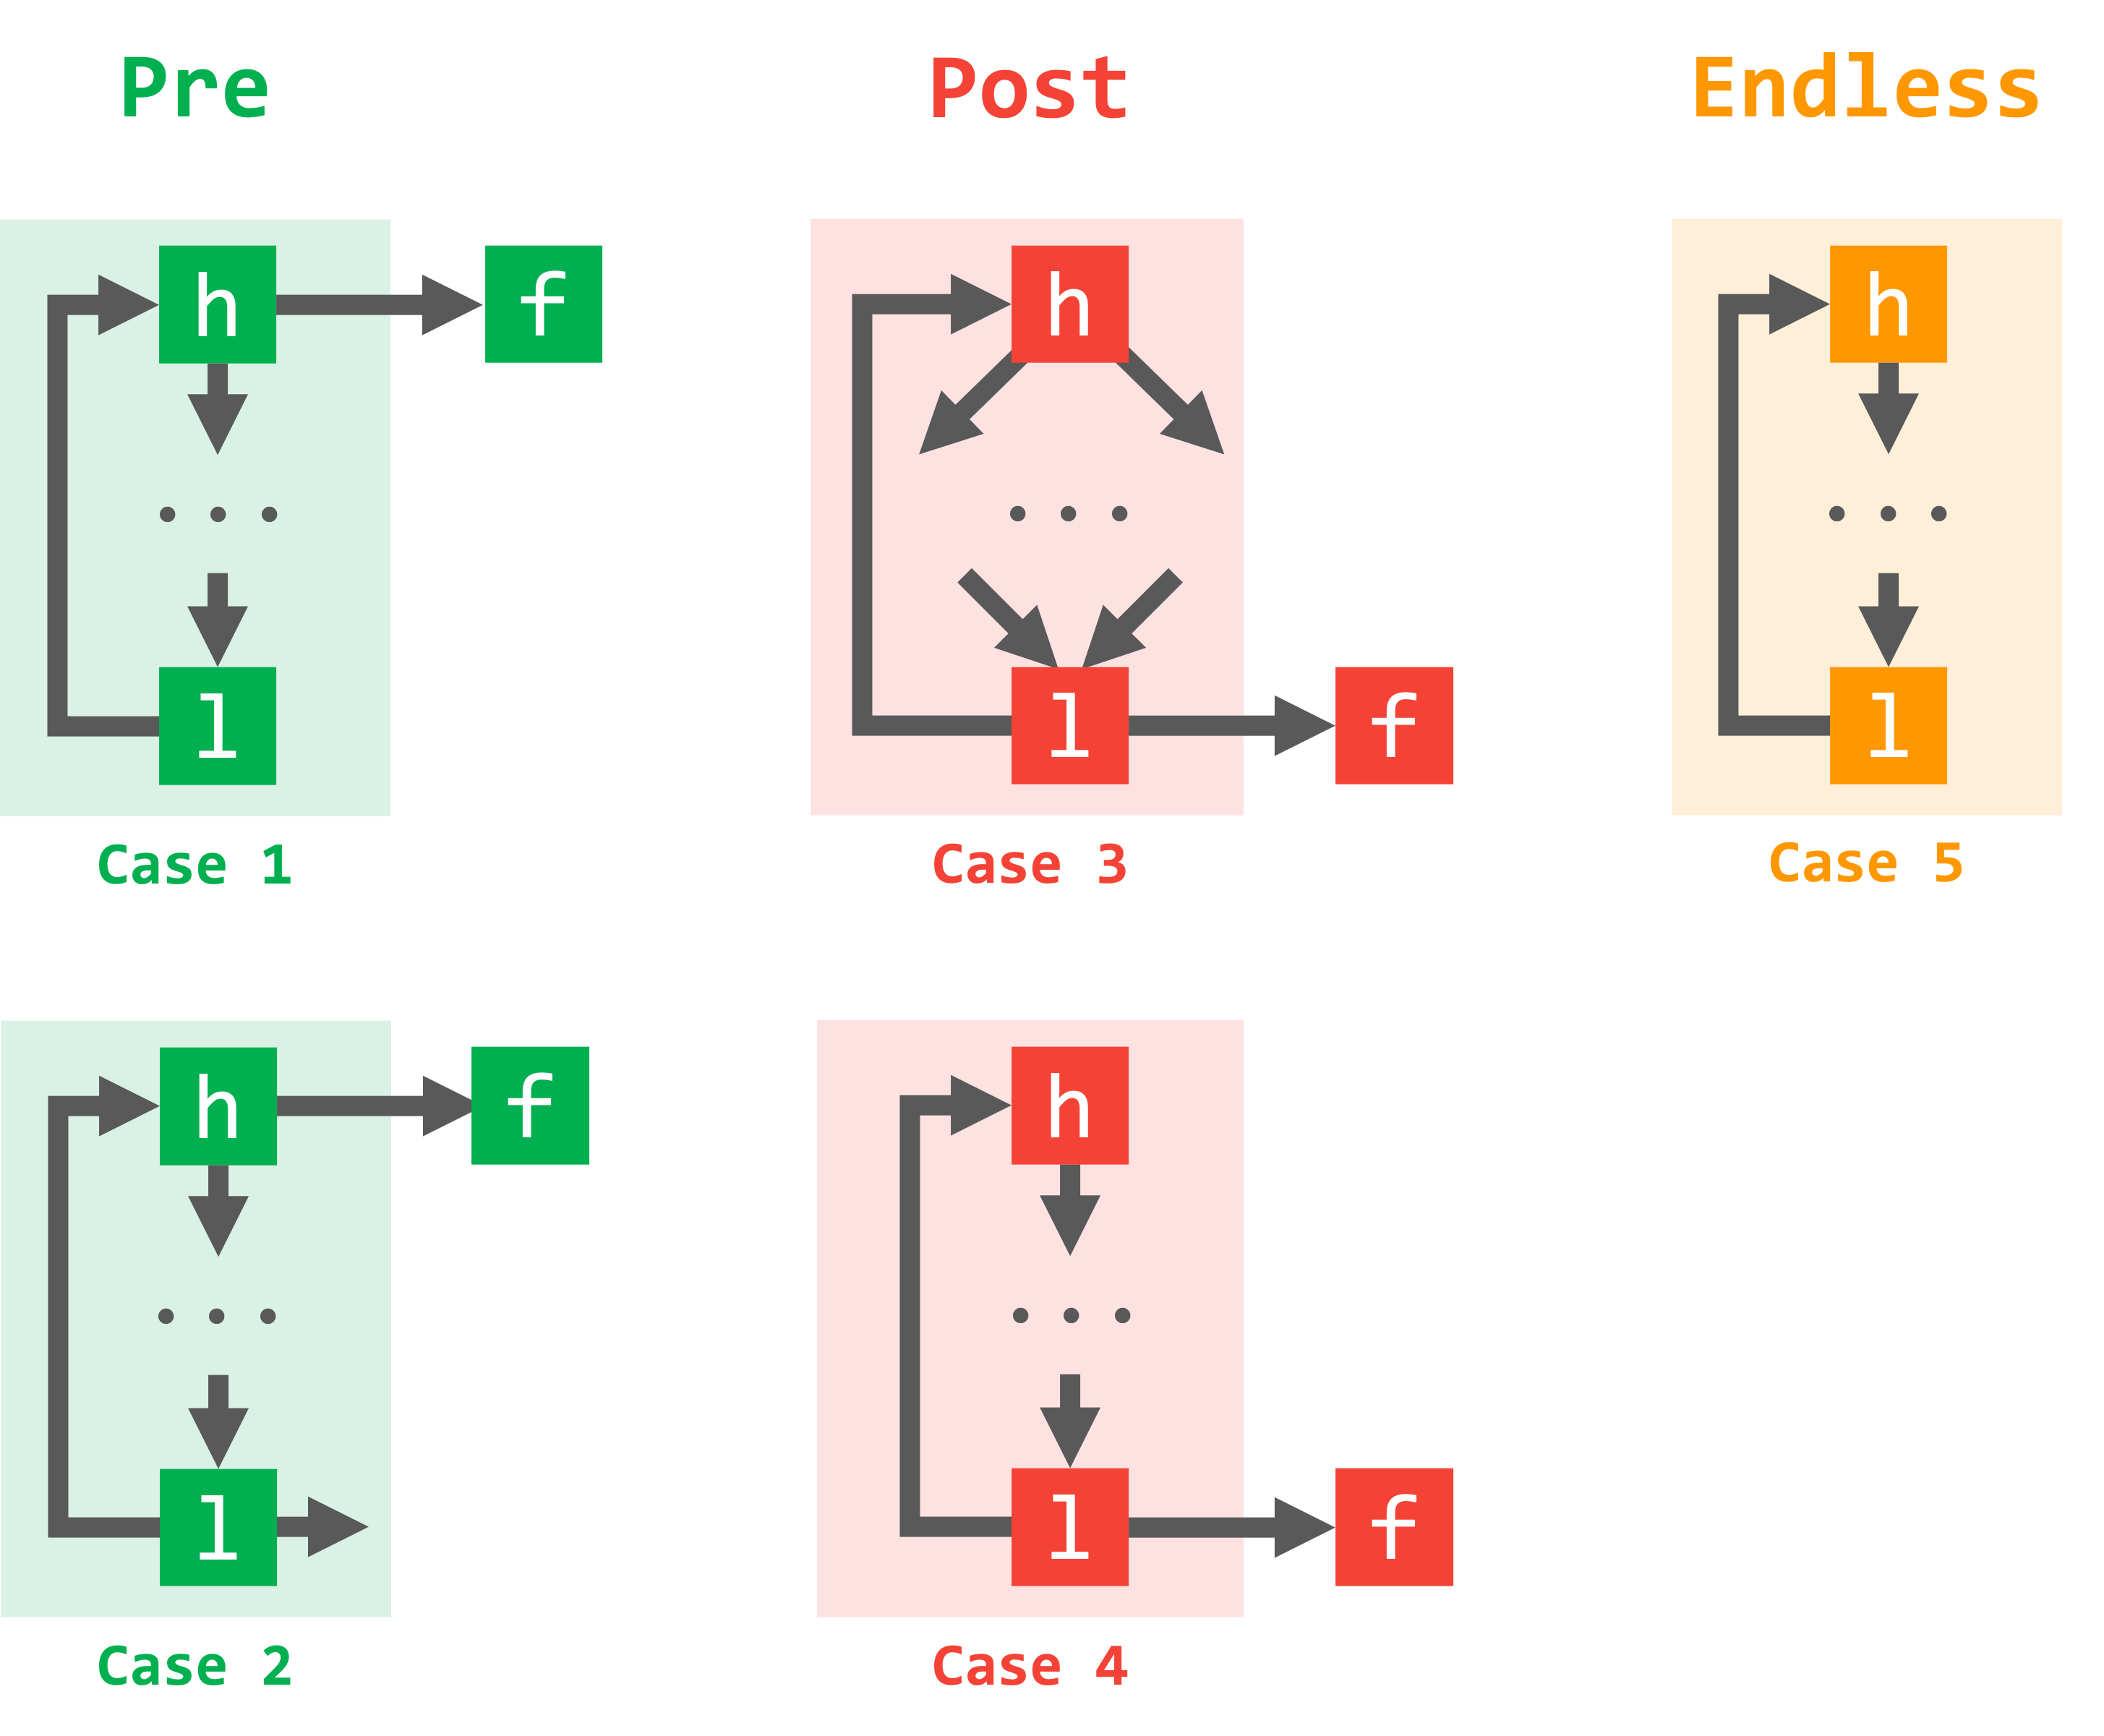 Pre Post Endless
h f h h
l l f l
Case 1 Case 3 Case 5
h f h
l l f
Case 2 Case 4